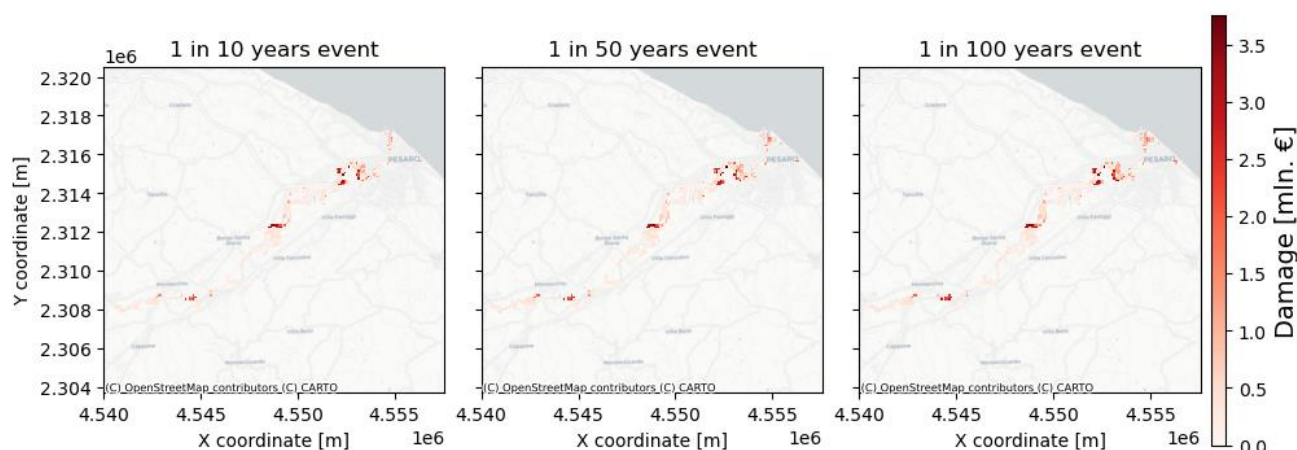 1 in 10 years event
1 in 50 years event
1 in 100 years event
1e6
2.320
2.318
2.316
2.314
2.312
2.310
2.308
2.306
2.304
Y coordinate [m]
PESARO
PESARO
PESARO
(C) OpenStreetMap contributors (C) CARTO
(C) OpenStreetMap contributors (C) CARTO
(C) OpenStreetMap contributors (C) CARTO
4.540 4.545 4.550 4.555
4.540 4.545 4.550 4.555
4.540 4.545 4.550 4.555
X coordinate [m] 1e6
X coordinate [m] 1e6
X coordinate [m] 1e6
3.5
3.0
2.5
2.0
1.5
1.0
0.5
0.0
Damage [mln. €]